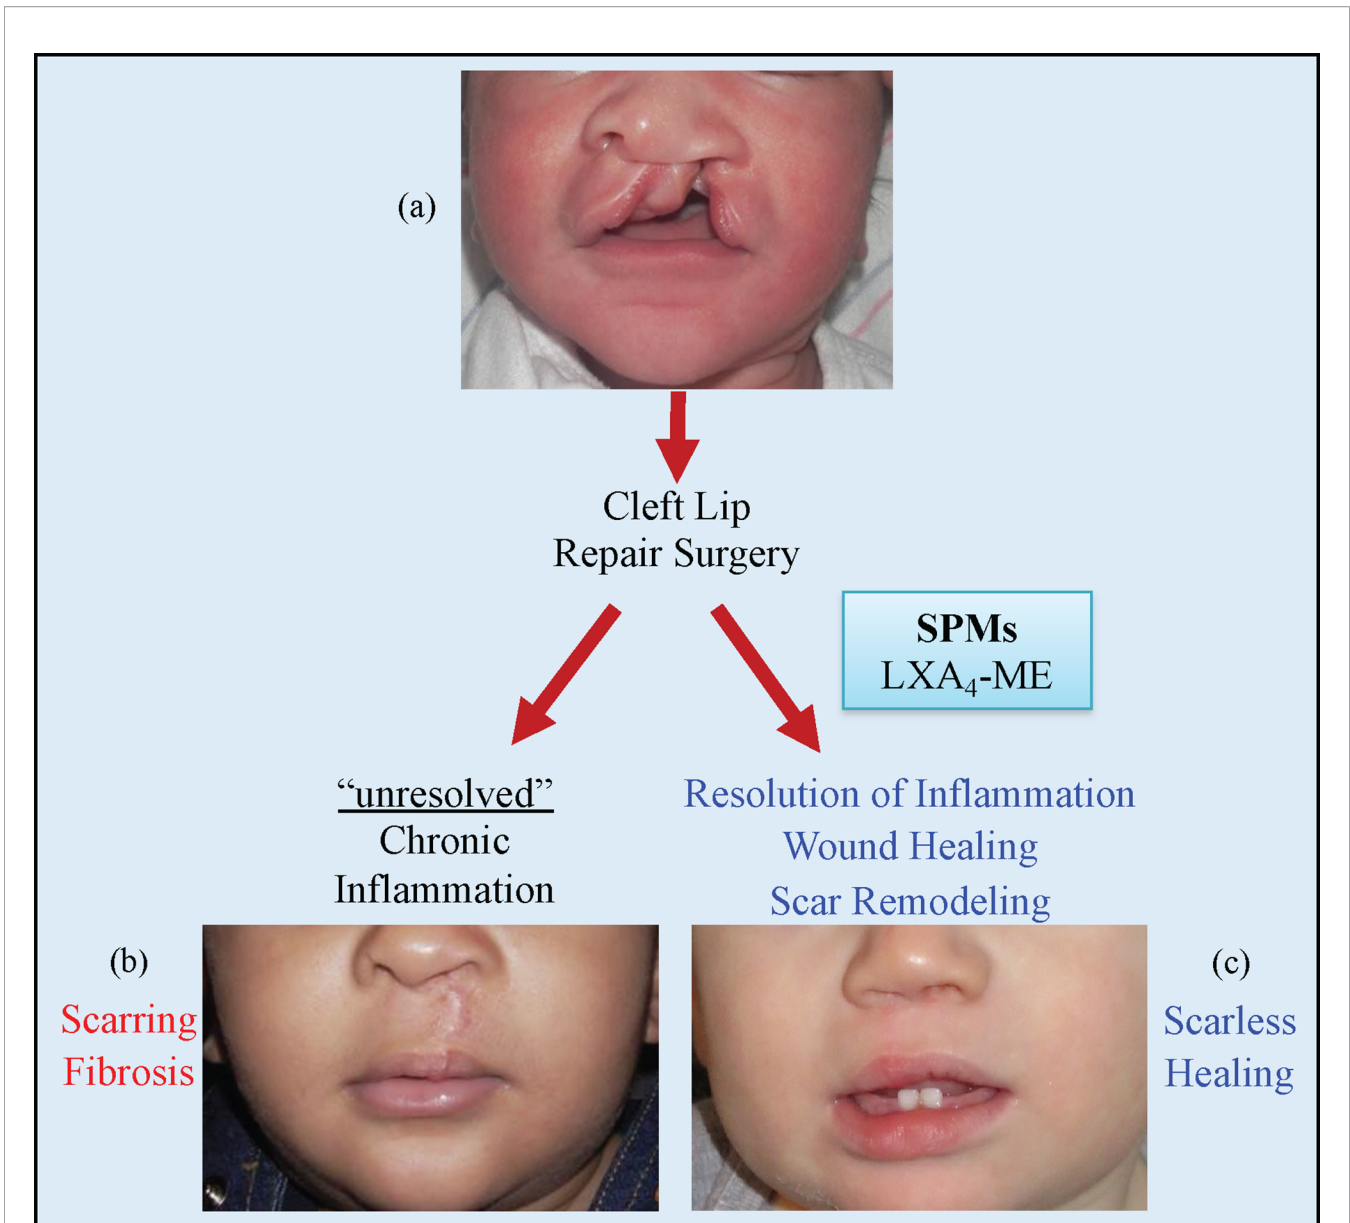 (a)
Cleft Lip
Repair Surgery
SPMs
LXA₄-ME
“unresolved”
Chronic
Inflammation
Resolution of Inflammation
Wound Healing
Scar Remodeling
(b)
Scarring
Fibrosis
(c)
Scarless
Healing